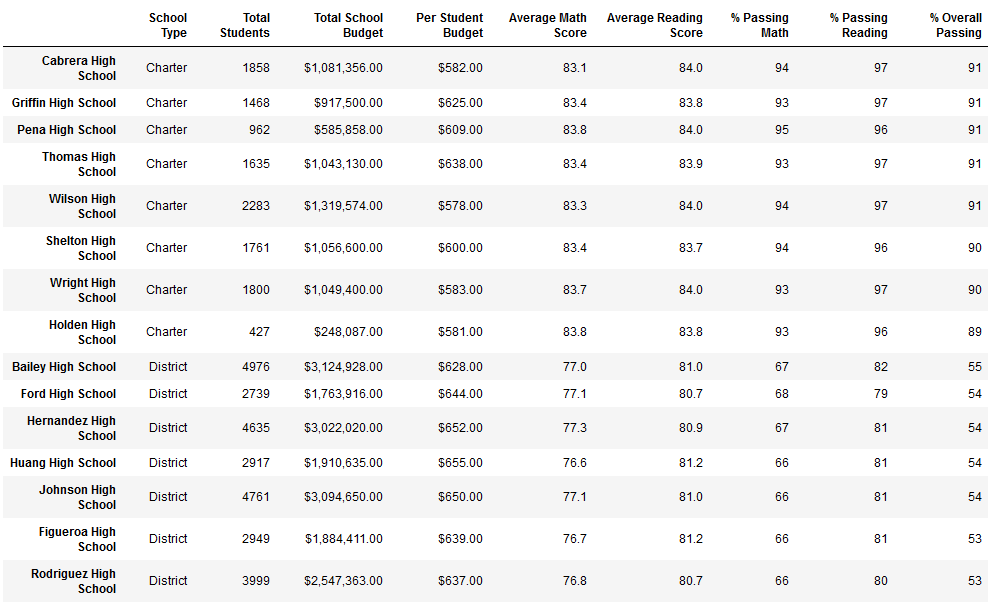 School Type Total Students Total School Budget Per Student Budget Average Math Score Average Reading Score % Passing Math % Passing Reading % Overall Passing
Cabrera High School Charter 1858 $1,081,356.00 $582.00 83.1 84.0 94 97 91
Griffin High School Charter 1468 $917,500.00 $625.00 83.4 83.8 93 97 91
Pena High School Charter 962 $585,858.00 $609.00 83.8 84.0 95 96 91
Thomas High School Charter 1635 $1,043,130.00 $638.00 83.4 83.9 93 97 91
Wilson High School Charter 2283 $1,319,574.00 $578.00 83.3 84.0 94 97 91
Shelton High School Charter 1761 $1,056,600.00 $600.00 83.4 83.7 94 96 90
Wright High School Charter 1800 $1,049,400.00 $583.00 83.7 84.0 93 97 90
Holden High School Charter 427 $248,087.00 $581.00 83.8 83.8 93 96 89
Bailey High School District 4976 $3,124,928.00 $628.00 77.0 81.0 67 82 55
Ford High School District 2739 $1,763,916.00 $644.00 77.1 80.7 68 79 54
Hernandez High School District 4635 $3,022,020.00 $652.00 77.3 80.9 67 81 54
Huang High School District 2917 $1,910,635.00 $655.00 76.6 81.2 66 81 54
Johnson High School District 4761 $3,094,650.00 $650.00 77.1 81.0 66 81 54
Figueroa High School District 2949 $1,884,411.00 $639.00 76.7 81.2 66 81 53
Rodriguez High School District 3999 $2,547,363.00 $637.00 76.8 80.7 66 80 53